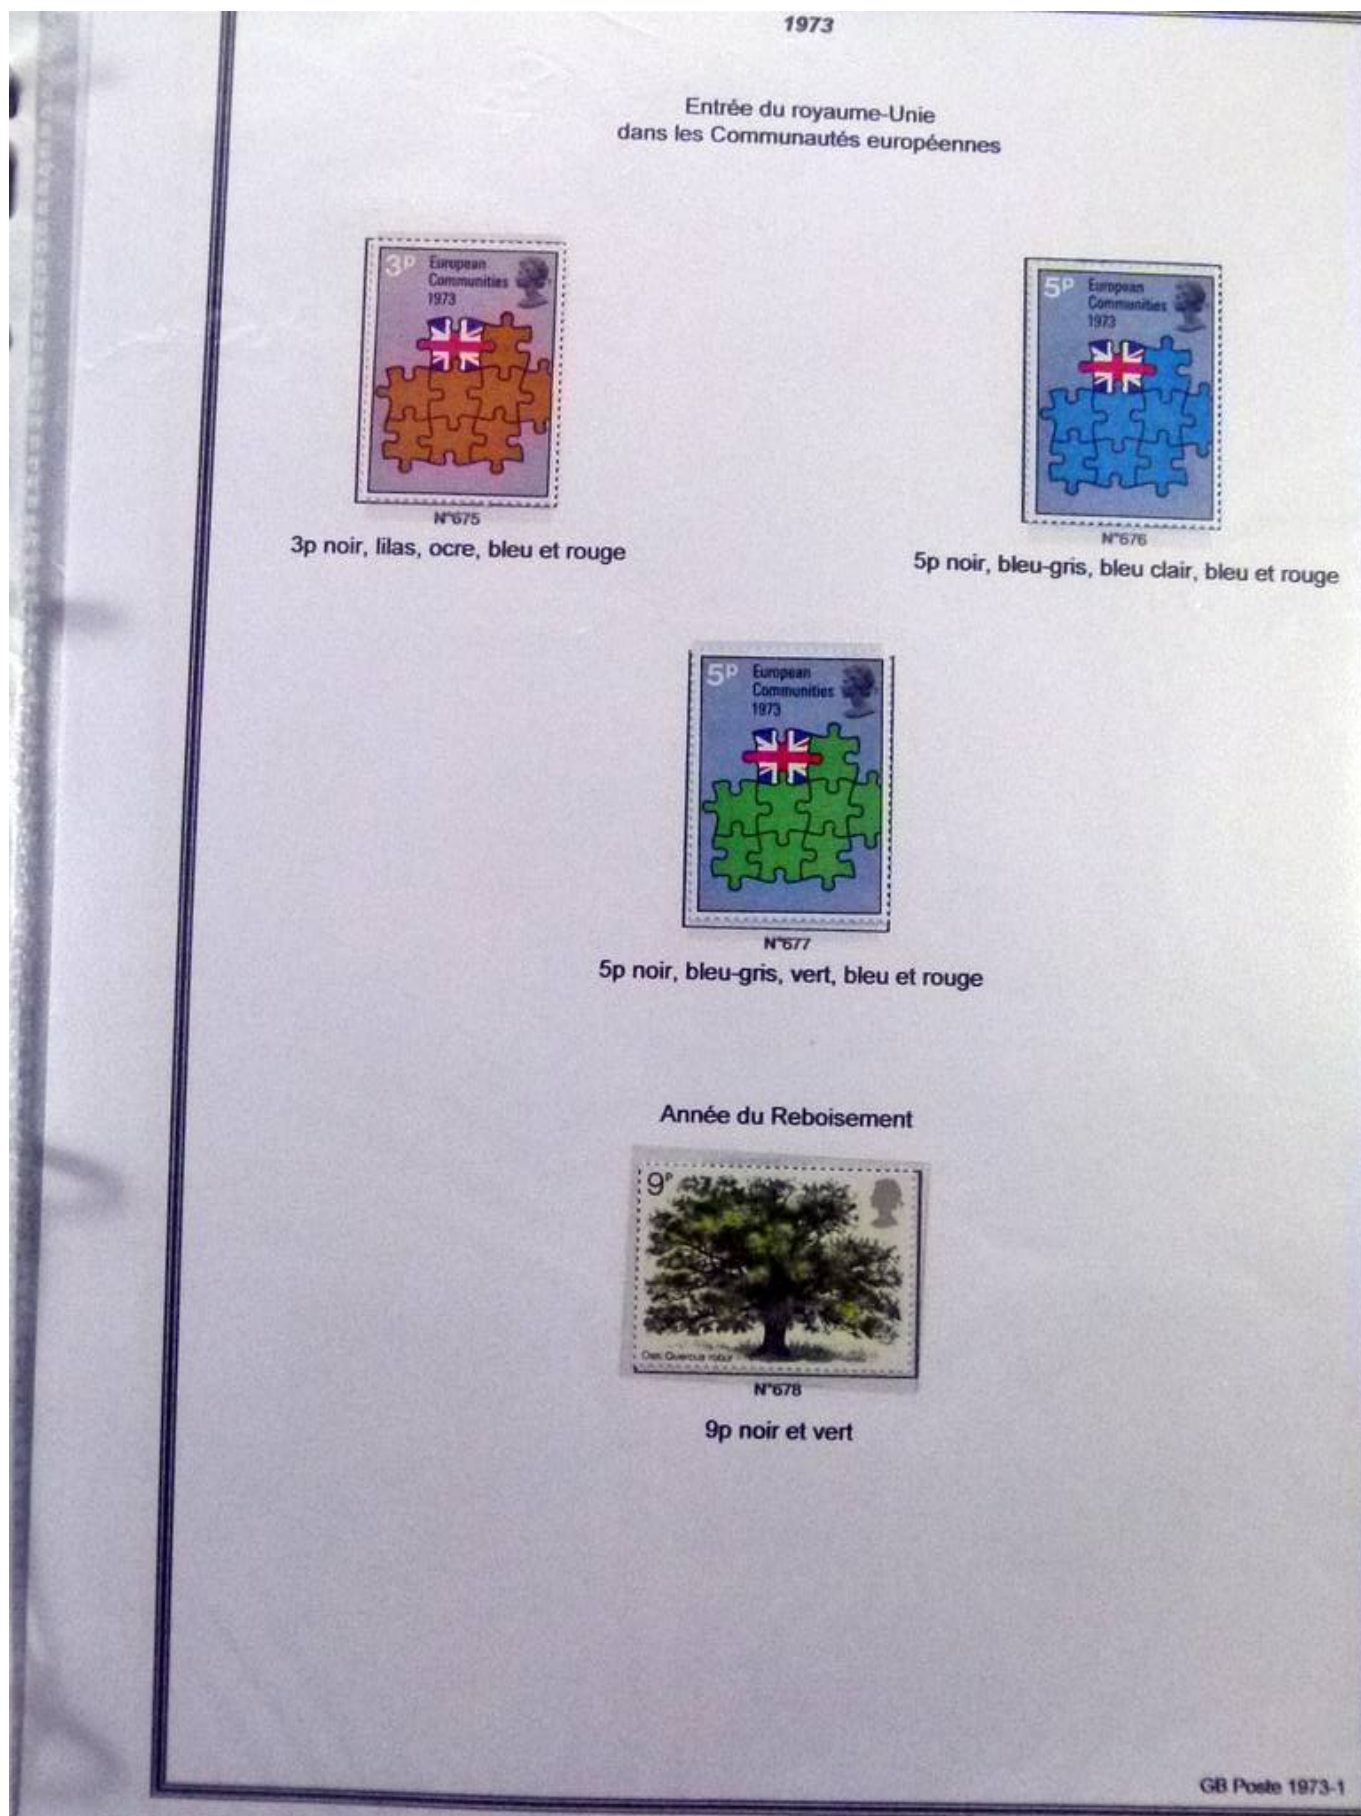 1973
Entrée du royaume-Unie
dans les Communautés européennes
3P
European
Communities
1973
N°675
3p noir, lilas, ocre, bleu et rouge
5P
European
Communities
1973
N°676
5p noir, bleu-gris, bleu clair, bleu et rouge
5P
European
Communities
1973
N°677
5p noir, bleu-gris, vert, bleu et rouge
Année du Reboisement
9P
Oak Quercus robur
N°678
9p noir et vert
GB Poste 1973-1